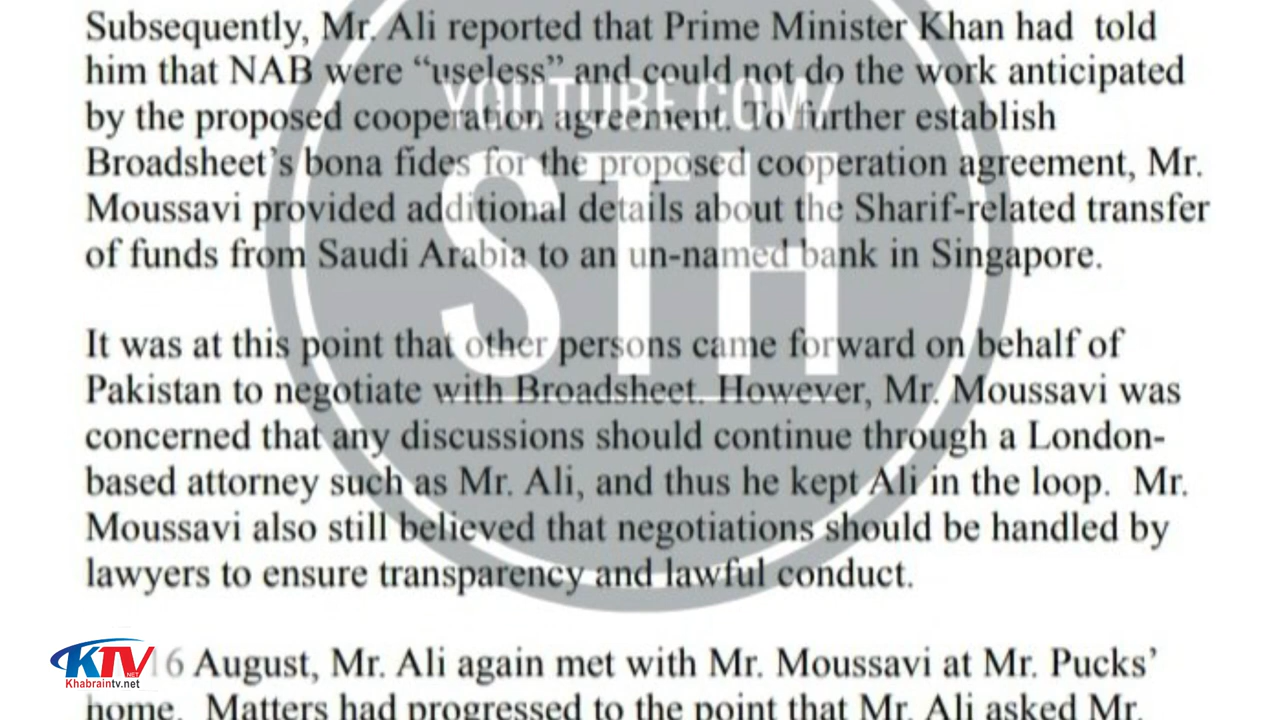 Subsequently, Mr. Ali reported that Prime Minister Khan had told
him that NAB were “useless” and could not do the work anticipated
by the proposed cooperation agreement. To further establish
Broadsheet’s bona fides for the proposed cooperation agreement, Mr.
Moussavi provided additional details about the Sharif-related transfer
of funds from Saudi Arabia to an un-named bank in Singapore.
It was at this point that other persons came forward on behalf of
Pakistan to negotiate with Broadsheet. However, Mr. Moussavi was
concerned that any discussions should continue through a London-
based attorney such as Mr. Ali, and thus he kept Ali in the loop. Mr.
Moussavi also still believed that negotiations should be handled by
lawyers to ensure transparency and lawful conduct.
16 August, Mr. Ali again met with Mr. Moussavi at Mr. Pucks’
home. Matters had progressed to the point that Mr. Ali asked Mr.
YOUTUBE.COM/
STH
KTV
.NET
Khabraintv.net